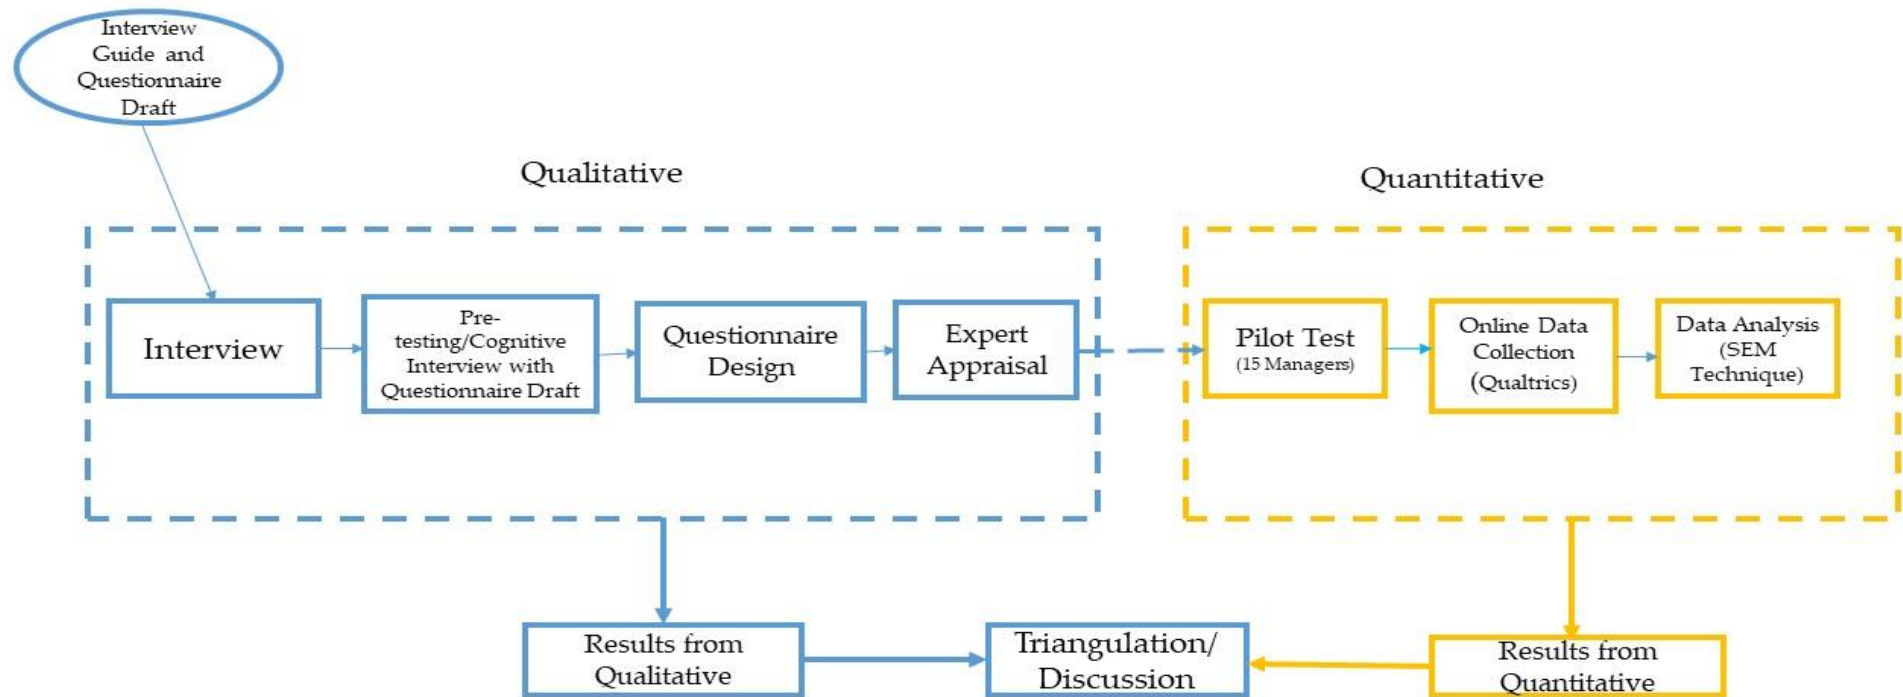 Interview
Guide and
Questionnaire
Draft
Qualitative
Quantitative
Interview
Pre-
testing/Cognitive
Interview with
Questionnaire Draft
Questionnaire
Design
Expert
Appraisal
Pilot Test
(15 Managers)
Online Data
Collection
(Qualtrics)
Data Analysis
(SEM
Technique)
Results from
Qualitative
Triangulation/
Discussion
Results from
Quantitative